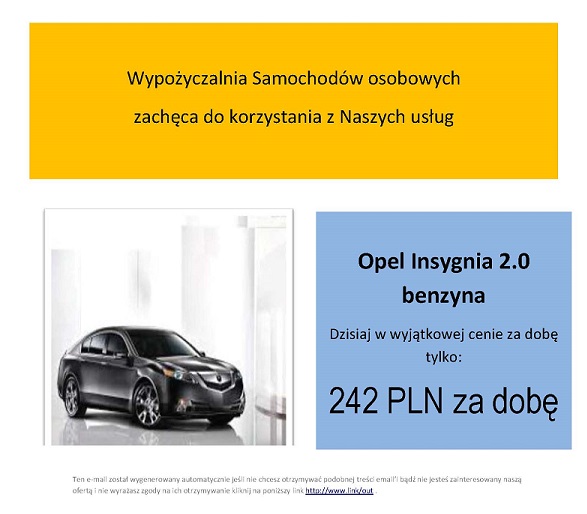 Wypożyczalnia Samochodów osobowych
zachęca do korzystania z Naszych usług
Opel Insygnia 2.0
benzyna
Dzisiaj w wyjątkowej cenie za dobę
tylko:
242 PLN za dobę
Ten e-mail został wygenerowany automatycznie jeśli nie chcesz otrzymywać podobnej treści email'i bądź nie jesteś zainteresowany naszą
ofertą i nie wyrażasz zgody na ich otrzymywanie kliknij na poniższy link http://www.link/out .